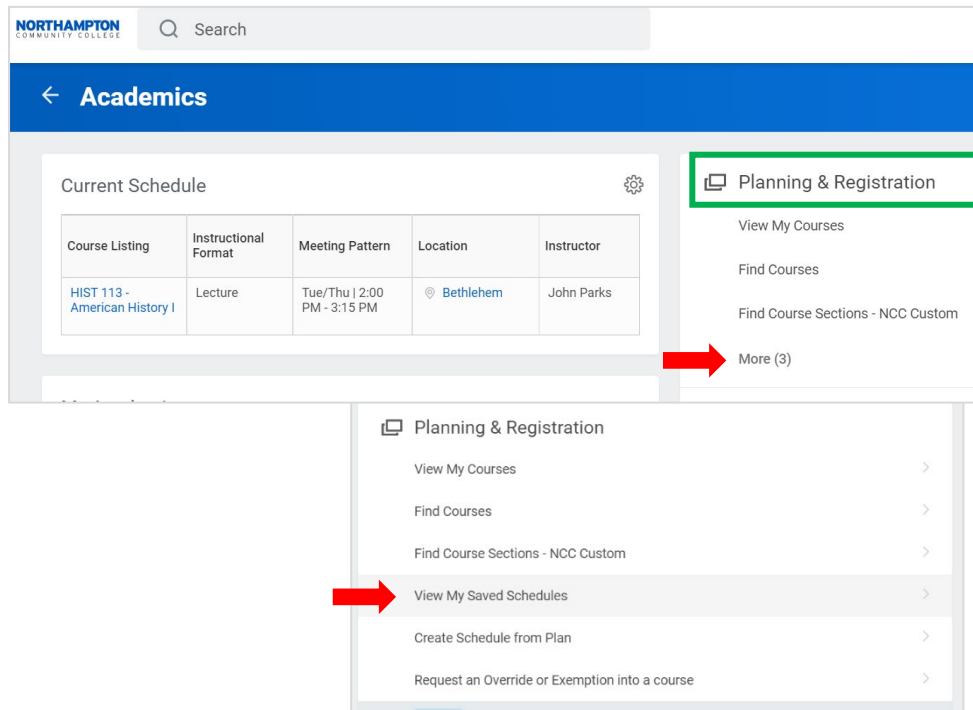 NORTHAMPTON
COMMUNITY COLLEGE
Search
Academics
Current Schedule
Course Listing
Instructional
Format
Meeting Pattern
Location
Instructor
HIST 113 -
American History I
Lecture
Tue/Thu | 2:00
PM - 3:15 PM
Bethlehem
John Parks
Planning & Registration
View My Courses
Find Courses
Find Course Sections - NCC Custom
More (3)
Planning & Registration
View My Courses
Find Courses
Find Course Sections - NCC Custom
View My Saved Schedules
Create Schedule from Plan
Request an Override or Exemption into a course